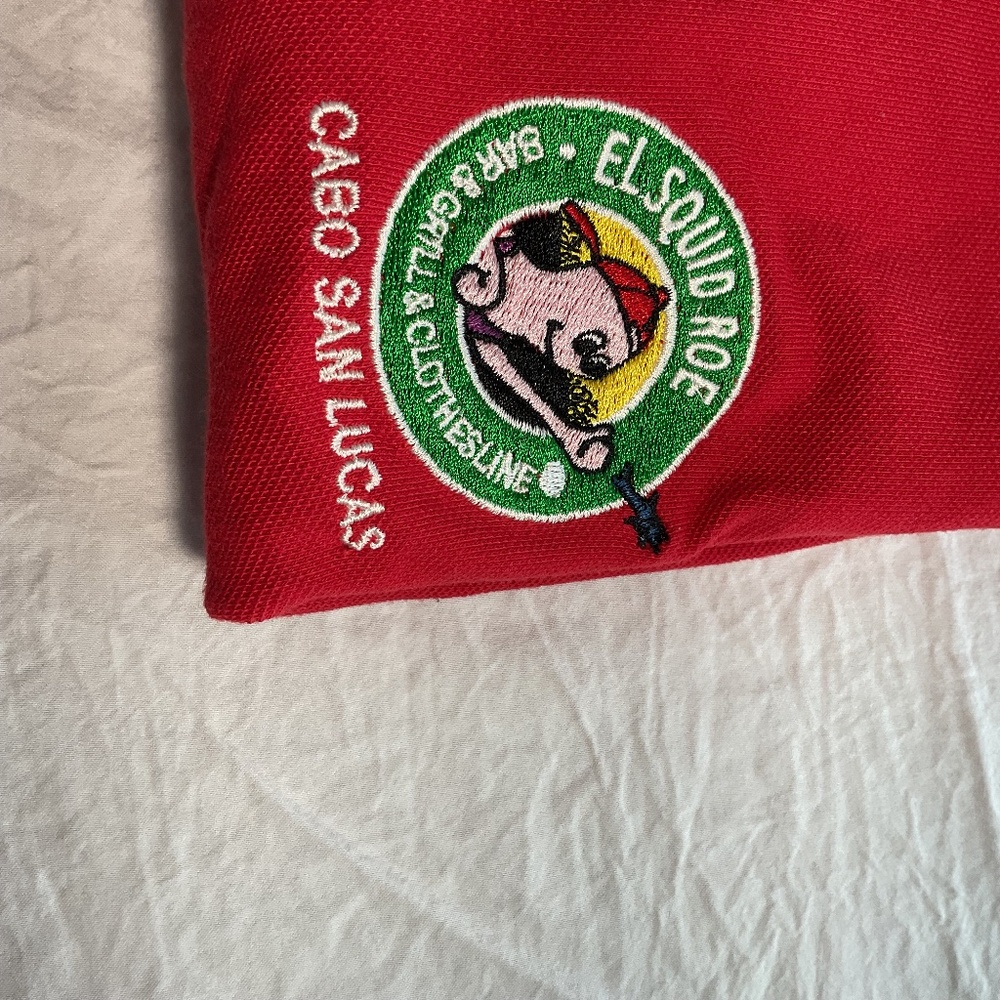 EL SQUID ROE
BAR & GRILL & CLOTHESLINE
CABO SAN LUCAS